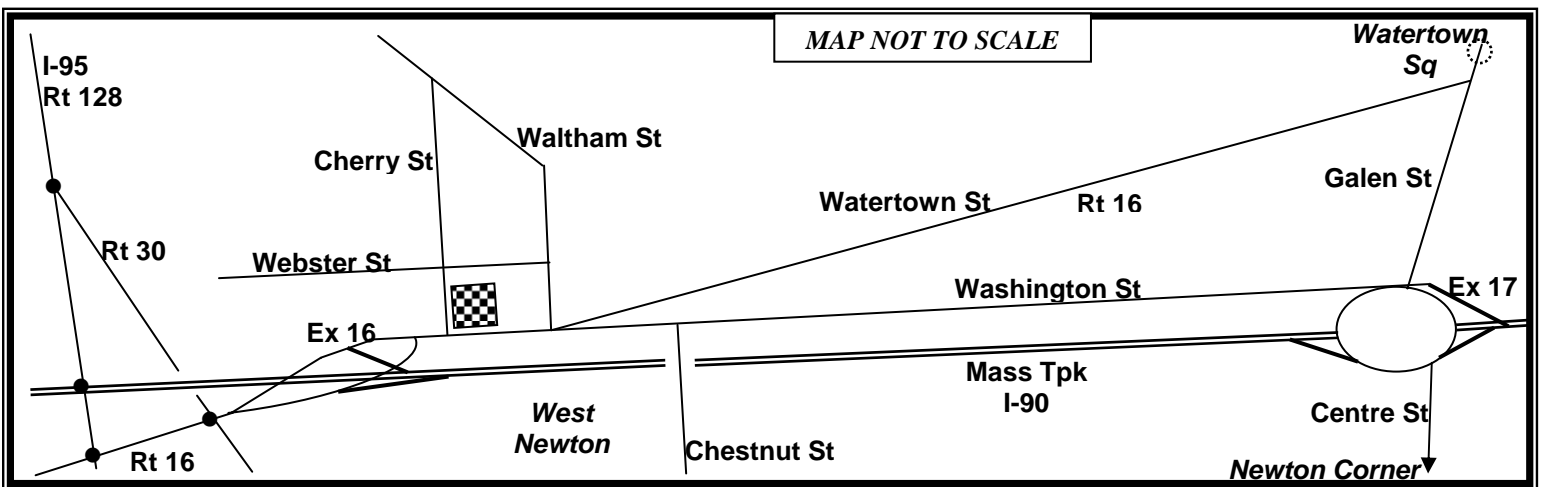 MAP NOT TO SCALE
Watertown
Sq
I-95
Rt 128
Waltham St
Cherry St
Galen St
Watertown St
Rt 16
Rt 30
Webster St
Washington St
Ex 17
Ex 16
Mass Tpk
I-90
West
Newton
Centre St
Chestnut St
Rt 16
Newton Corner